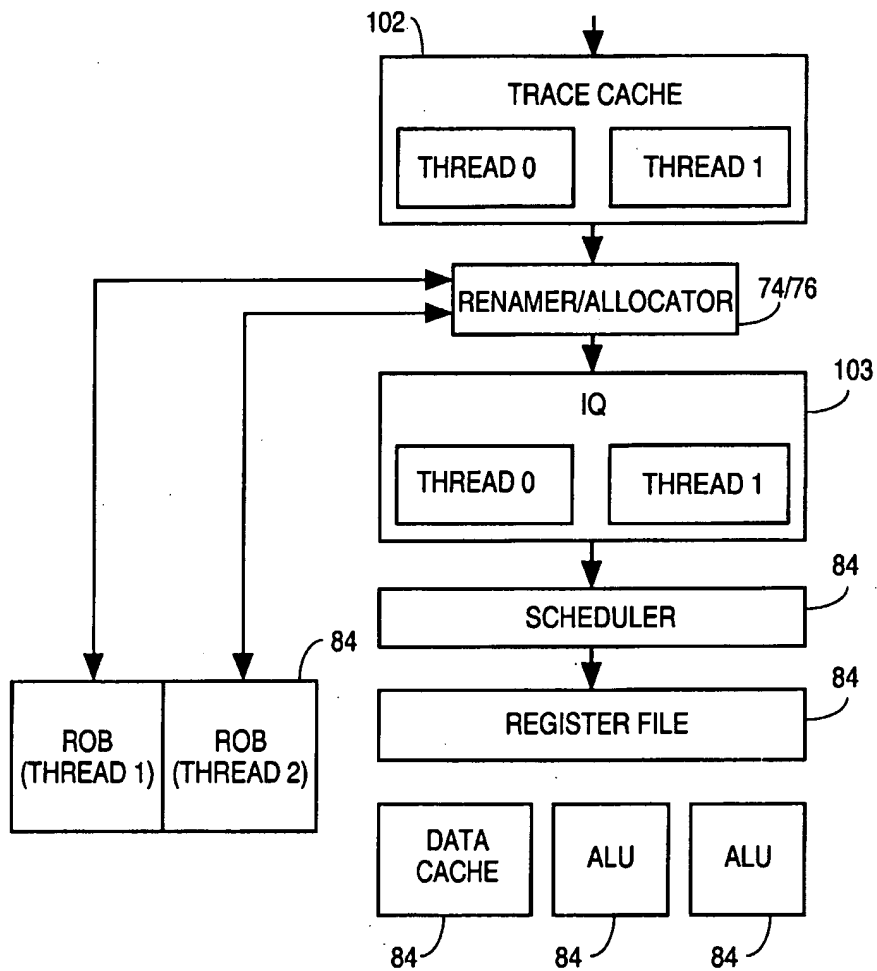 102
TRACE CACHE
THREAD 0
THREAD 1
RENAMER/ALLOCATOR
74/76
103
IQ
THREAD 0
THREAD 1
84
SCHEDULER
84
84
REGISTER FILE
ROB
(THREAD 1)
ROB
(THREAD 2)
DATA
CACHE
ALU
ALU
84
84
84